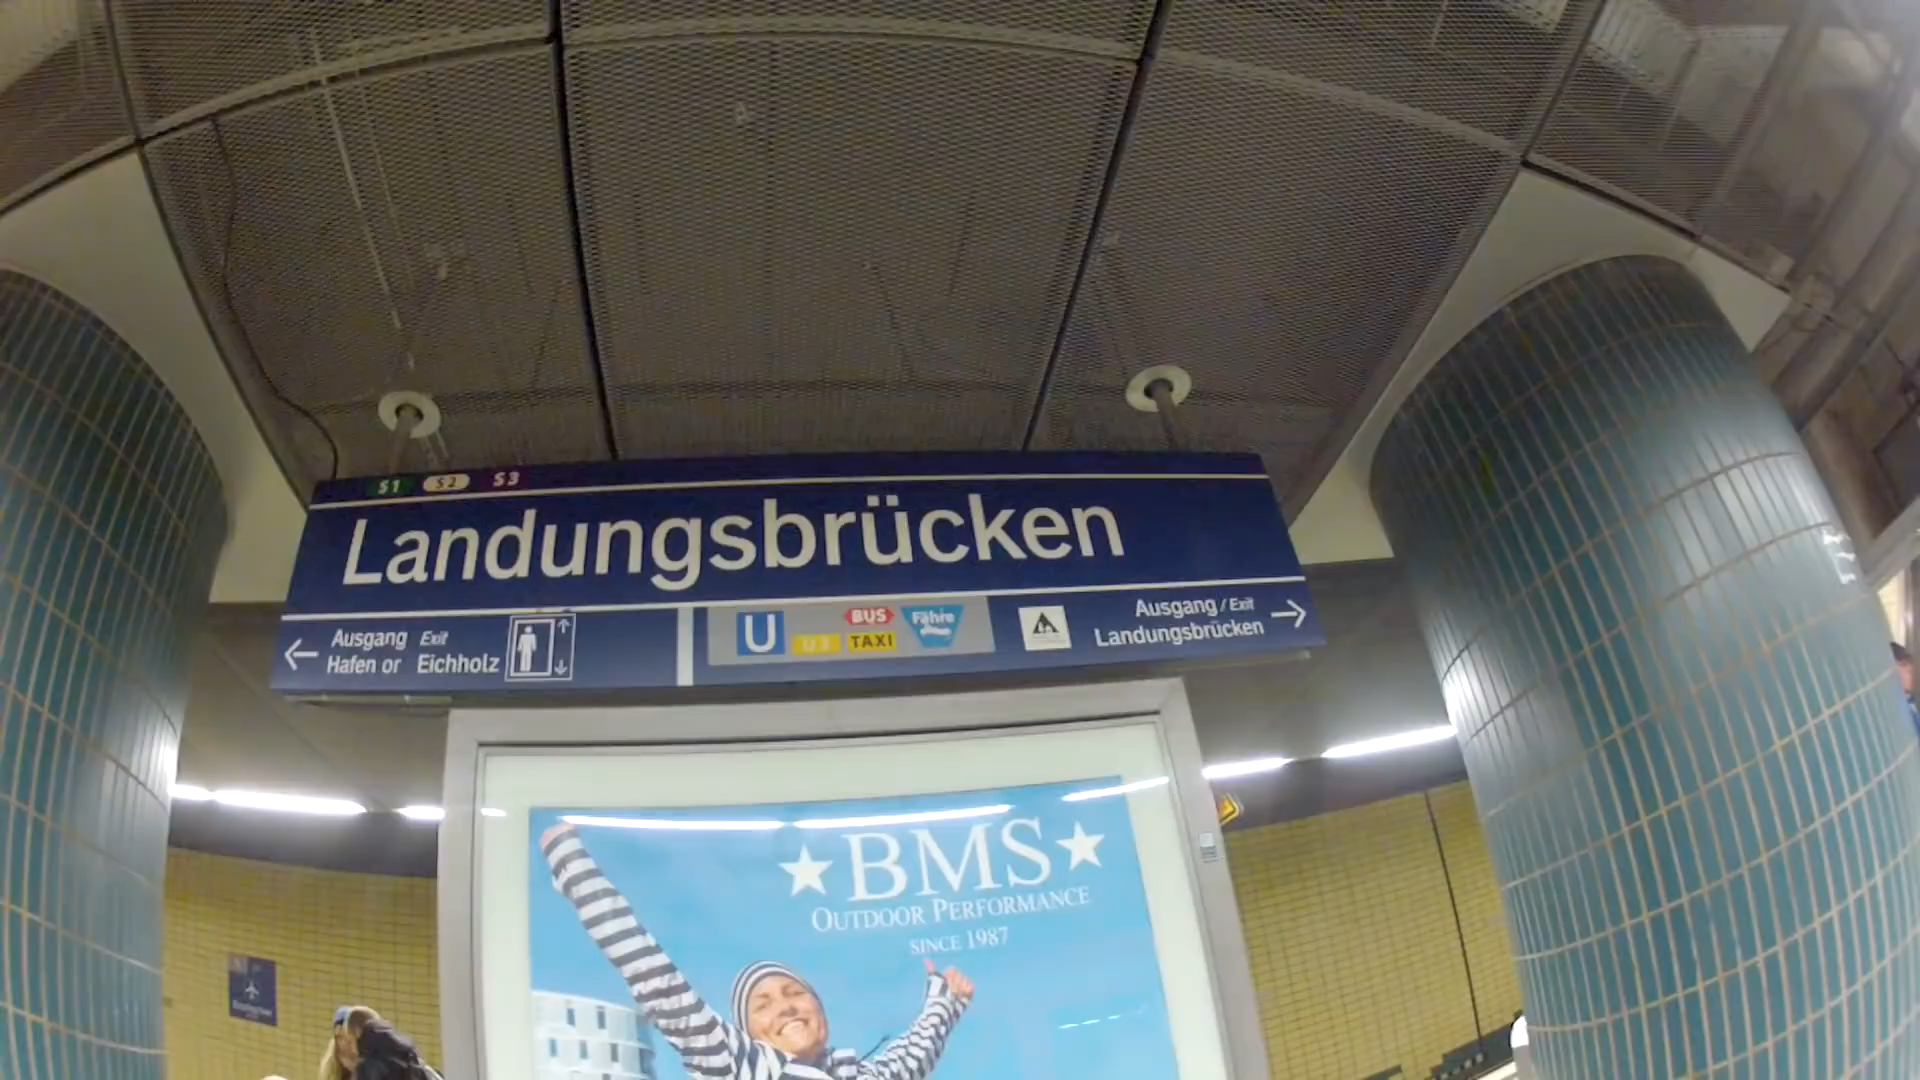 S1 S2 S3
Landungsbrücken
Ausgang Exit
Hafen or Eichholz
U BUS Fähre
U3 TAXI
Ausgang / Exit
Landungsbrücken
BMS
OUTDOOR PERFORMANCE
SINCE 1987